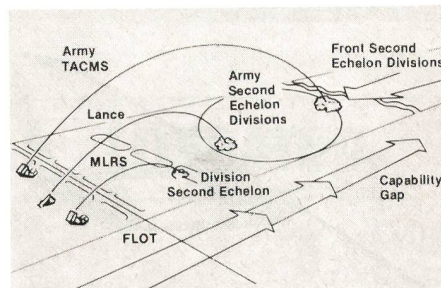 Army
TACMS
Front Second
Echelon Divisions
Army
Second
Echelon
Divisions
Lance
MLRS
Division
Second Echelon
Capability
Gap
FLOT